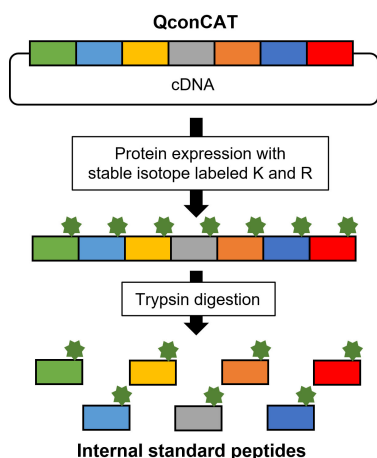 QconCAT
cDNA
Protein expression with
stable isotope labeled K and R
Trypsin digestion
Internal standard peptides